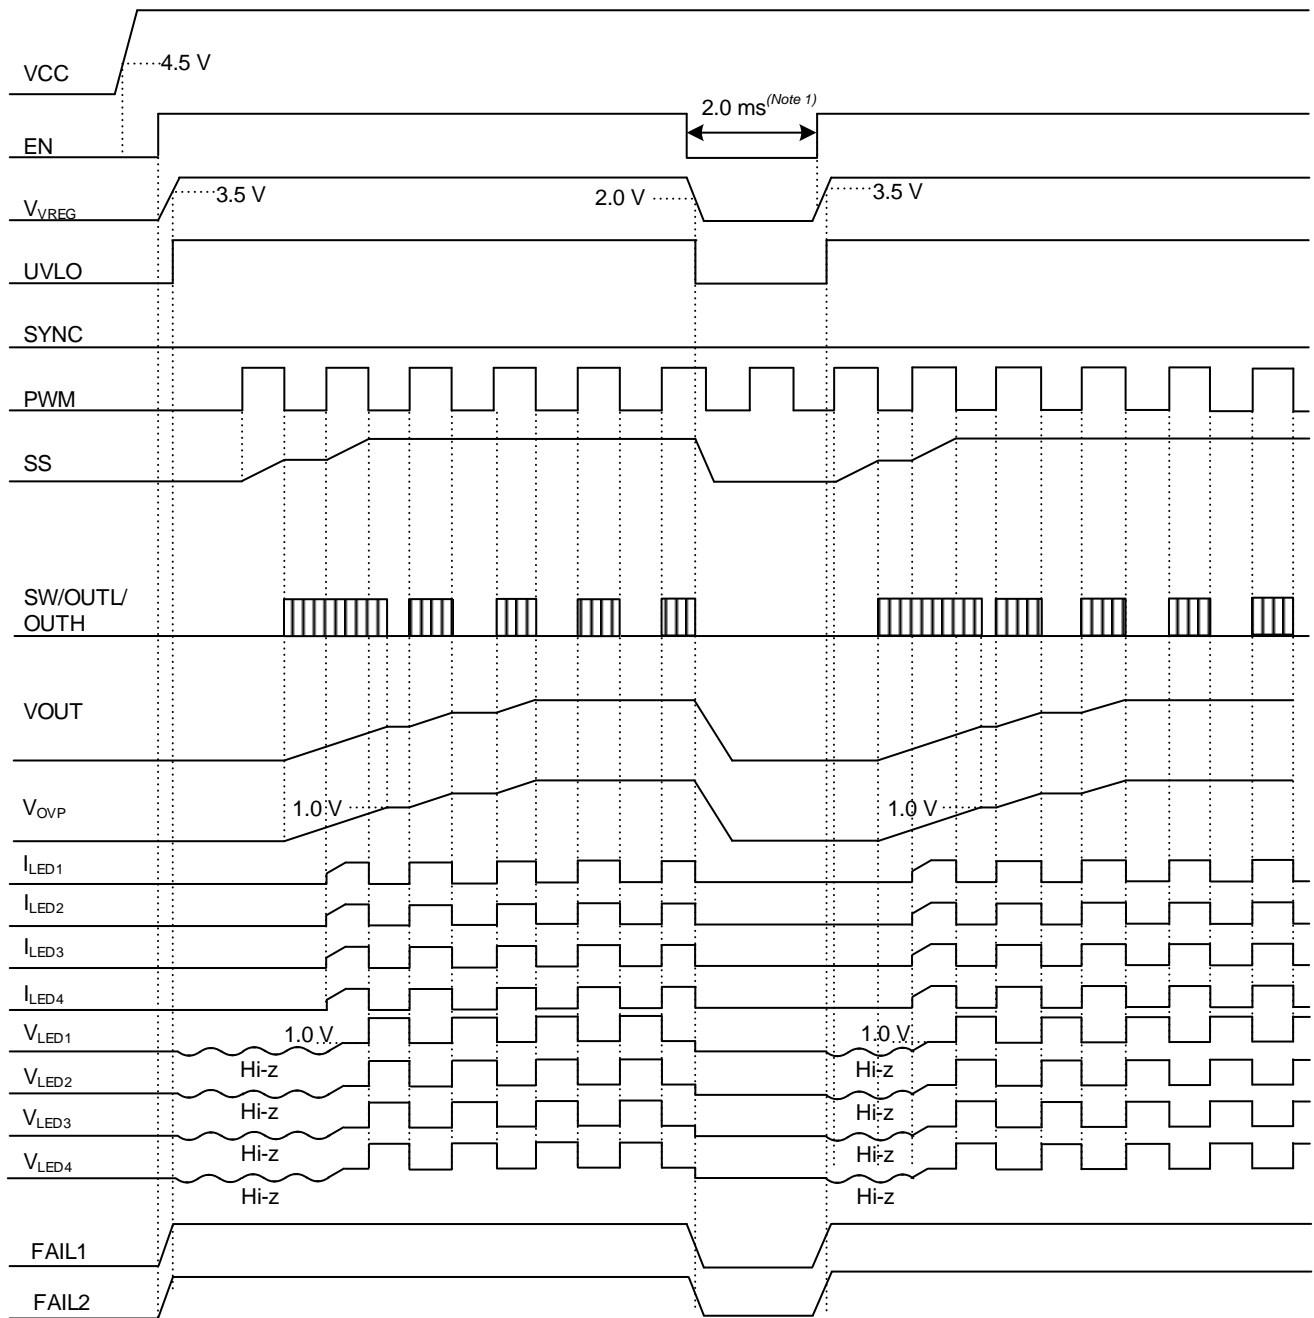 VCC
4.5 V
2.0 ms(Note 1)
EN
3.5 V
2.0 V
3.5 V
VVREG
UVLO
SYNC
PWM
SS
SW/OUTL/
OUTH
VOUT
VOVP
1.0 V
1.0 V
ILED1
ILED2
ILED3
ILED4
VLED1
1.0 V
1.0 V
Hi-z
Hi-z
VLED2
Hi-z
Hi-z
VLED3
Hi-z
Hi-z
VLED4
Hi-z
Hi-z
FAIL1
FAIL2